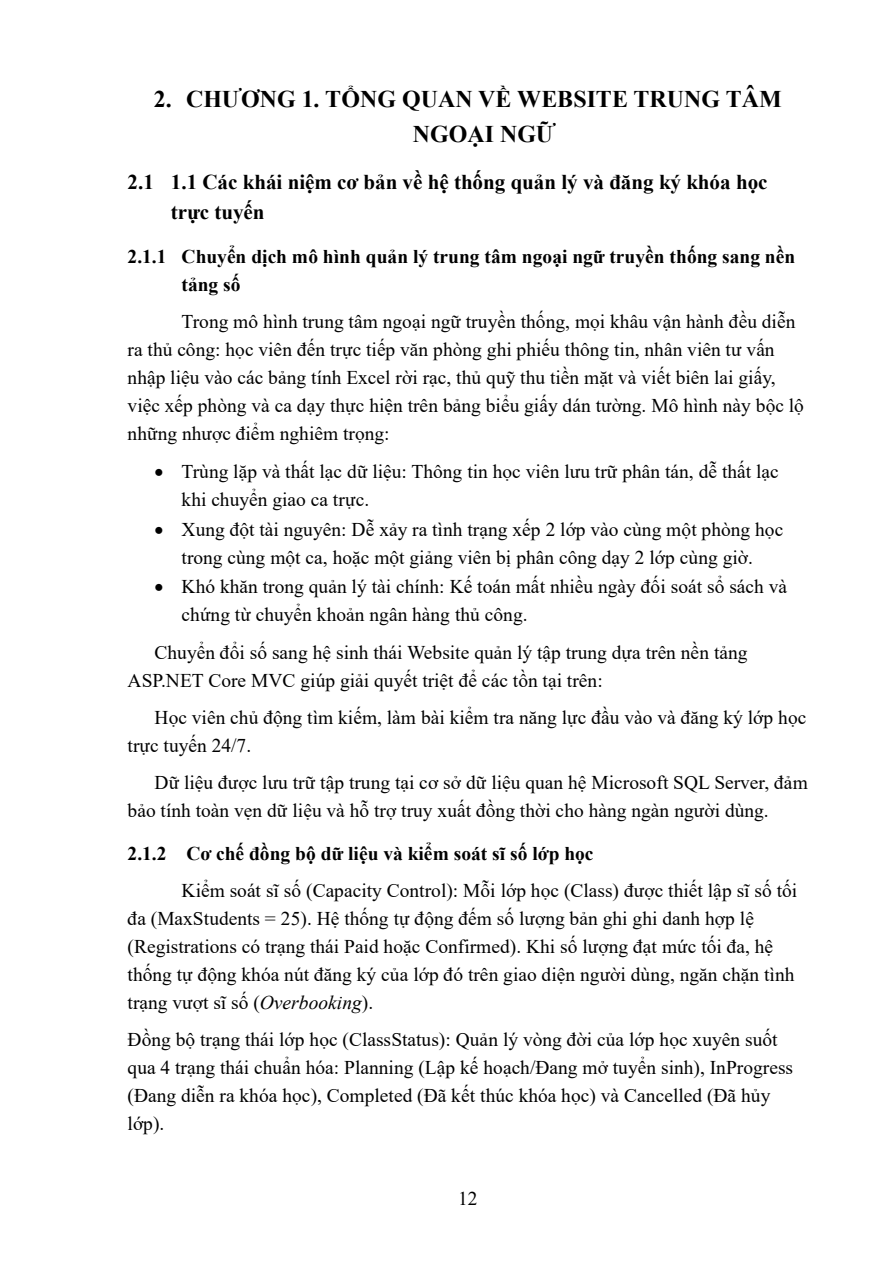 2. CHƯƠNG 1. TỔNG QUAN VỀ WEBSITE TRUNG TÂM
NGOẠI NGỮ
2.1 1.1 Các khái niệm cơ bản về hệ thống quản lý và đăng ký khóa học
trực tuyến
2.1.1 Chuyển dịch mô hình quản lý trung tâm ngoại ngữ truyền thống sang nền
tảng số
Trong mô hình trung tâm ngoại ngữ truyền thống, mọi khâu vận hành đều diễn
ra thủ công: học viên đến trực tiếp văn phòng ghi phiếu thông tin, nhân viên tư vấn
nhập liệu vào các bảng tính Excel rời rạc, thủ quỹ thu tiền mặt và viết biên lai giấy,
việc xếp phòng và ca dạy thực hiện trên bảng biểu giấy dán tường. Mô hình này bộc lộ
những nhược điểm nghiêm trọng:
• Trùng lặp và thất lạc dữ liệu: Thông tin học viên lưu trữ phân tán, dễ thất lạc
khi chuyển giao ca trực.
• Xung đột tài nguyên: Dễ xảy ra tình trạng xếp 2 lớp vào cùng một phòng học
trong cùng một ca, hoặc một giảng viên bị phân công dạy 2 lớp cùng giờ.
• Khó khăn trong quản lý tài chính: Kế toán mất nhiều ngày đối soát sổ sách và
chứng từ chuyển khoản ngân hàng thủ công.
Chuyển đổi số sang hệ sinh thái Website quản lý tập trung dựa trên nền tảng
ASP.NET Core MVC giúp giải quyết triệt để các tồn tại trên:
Học viên chủ động tìm kiếm, làm bài kiểm tra năng lực đầu vào và đăng ký lớp học
trực tuyến 24/7.
Dữ liệu được lưu trữ tập trung tại cơ sở dữ liệu quan hệ Microsoft SQL Server, đảm
bảo tính toàn vẹn dữ liệu và hỗ trợ truy xuất đồng thời cho hàng ngàn người dùng.
2.1.2 Cơ chế đồng bộ dữ liệu và kiểm soát sĩ số lớp học
Kiểm soát sĩ số (Capacity Control): Mỗi lớp học (Class) được thiết lập sĩ số tối
đa (MaxStudents = 25). Hệ thống tự động đếm số lượng bản ghi ghi danh hợp lệ
(Registrations có trạng thái Paid hoặc Confirmed). Khi số lượng đạt mức tối đa, hệ
thống tự động khóa nút đăng ký của lớp đó trên giao diện người dùng, ngăn chặn tình
trạng vượt sĩ số (Overbooking).
Đồng bộ trạng thái lớp học (ClassStatus): Quản lý vòng đời của lớp học xuyên suốt
qua 4 trạng thái chuẩn hóa: Planning (Lập kế hoạch/Đang mở tuyển sinh), InProgress
(Đang diễn ra khóa học), Completed (Đã kết thúc khóa học) và Cancelled (Đã hủy
lớp).
12